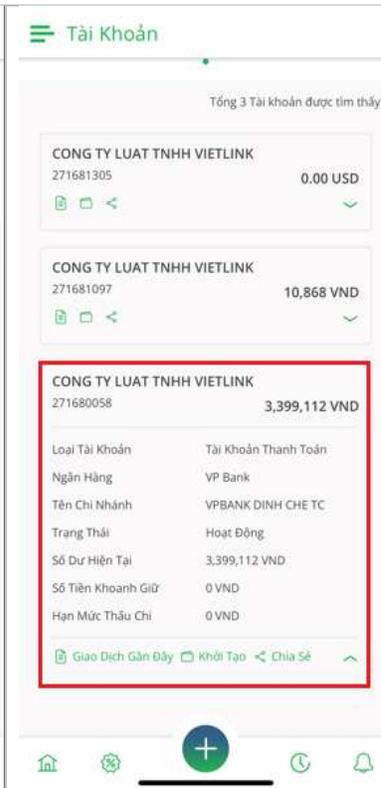 Tài Khoản
Tổng 3 Tài khoản được tìm thấy
CONG TY LUAT TNHH VIETLINK
271681305
0.00 USD
CONG TY LUAT TNHH VIETLINK
271681097
10,868 VND
CONG TY LUAT TNHH VIETLINK
271680058
3,399,112 VND
Loại Tài Khoản Tài Khoản Thanh Toán
Ngân Hàng VP Bank
Tên Chi Nhánh VPBANK DINH CHE TC
Trạng Thái Hoạt Động
Số Dư Hiện Tại 3,399,112 VND
Số Tiền Khoanh Giữ 0 VND
Hạn Mức Thấu Chi 0 VND
Giao Dịch Gần Đây Khởi Tạo Chia Sẻ